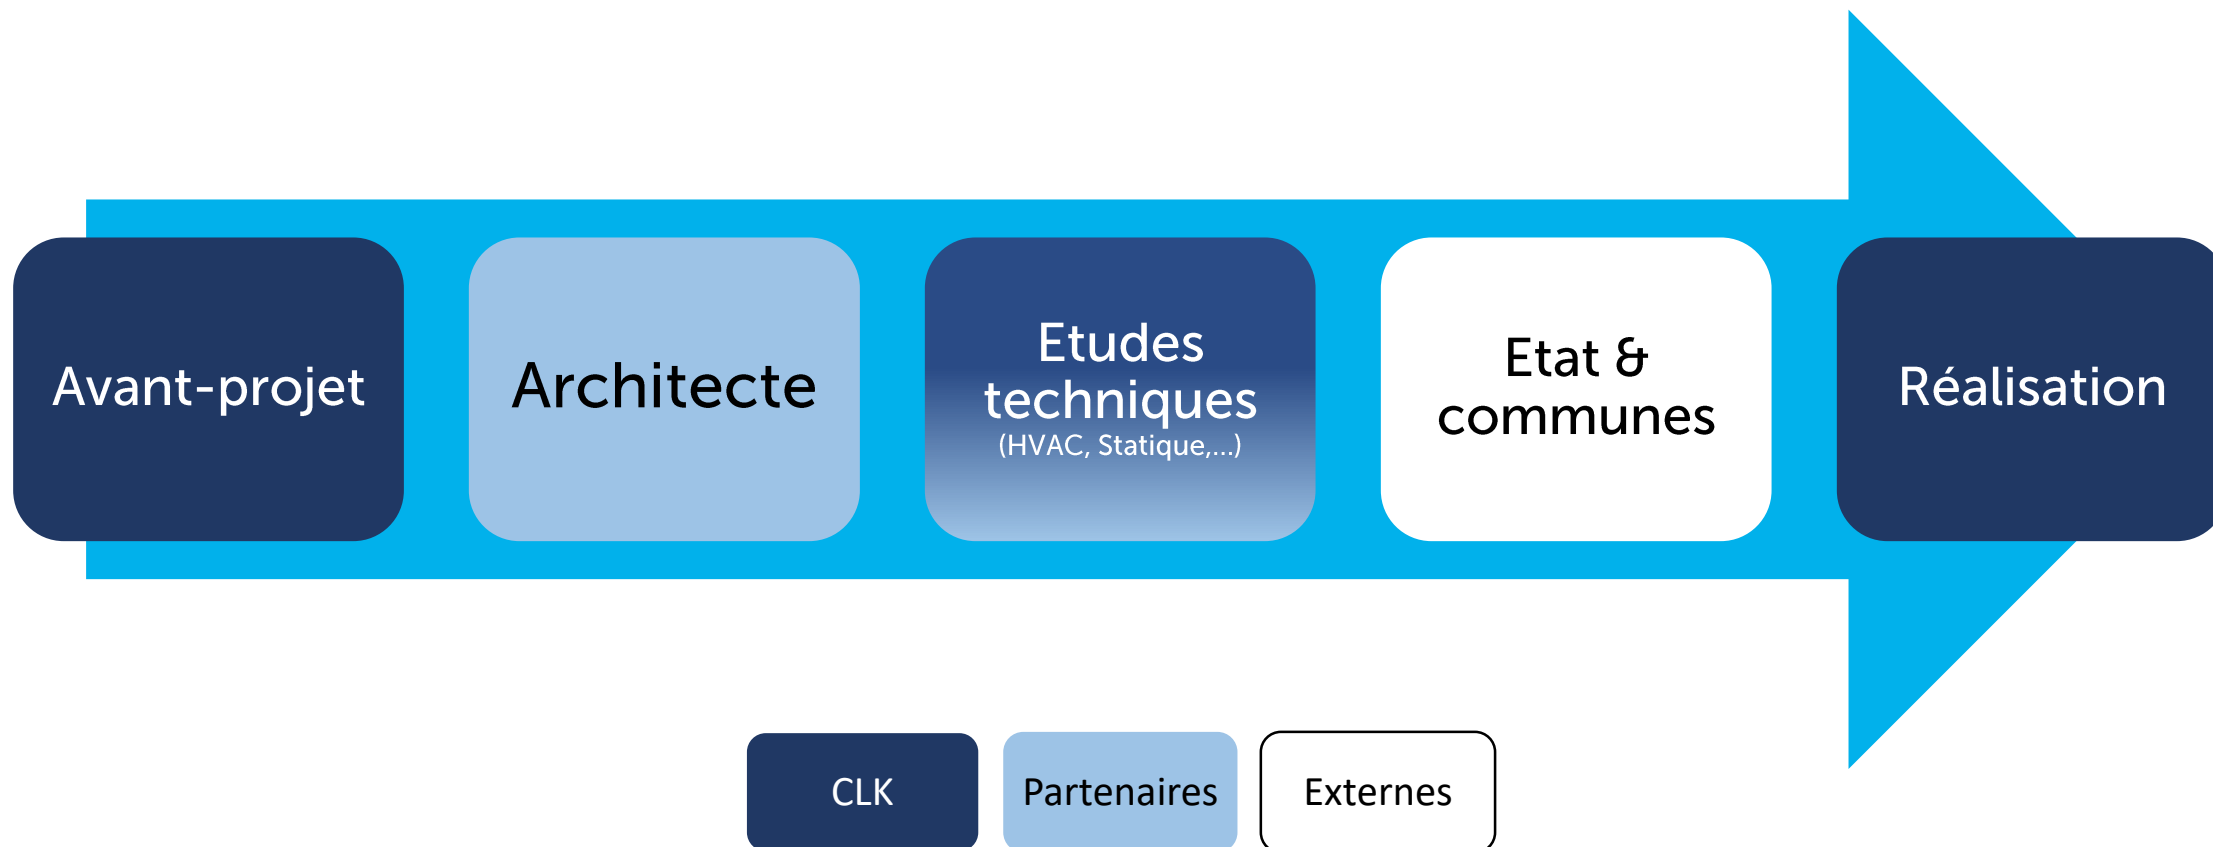 Avant-projet
Architecte
Etudes
techniques
(HVAC, Statique,...)
Etat &
communes
Réalisation
CLK
Partenaires
Externes